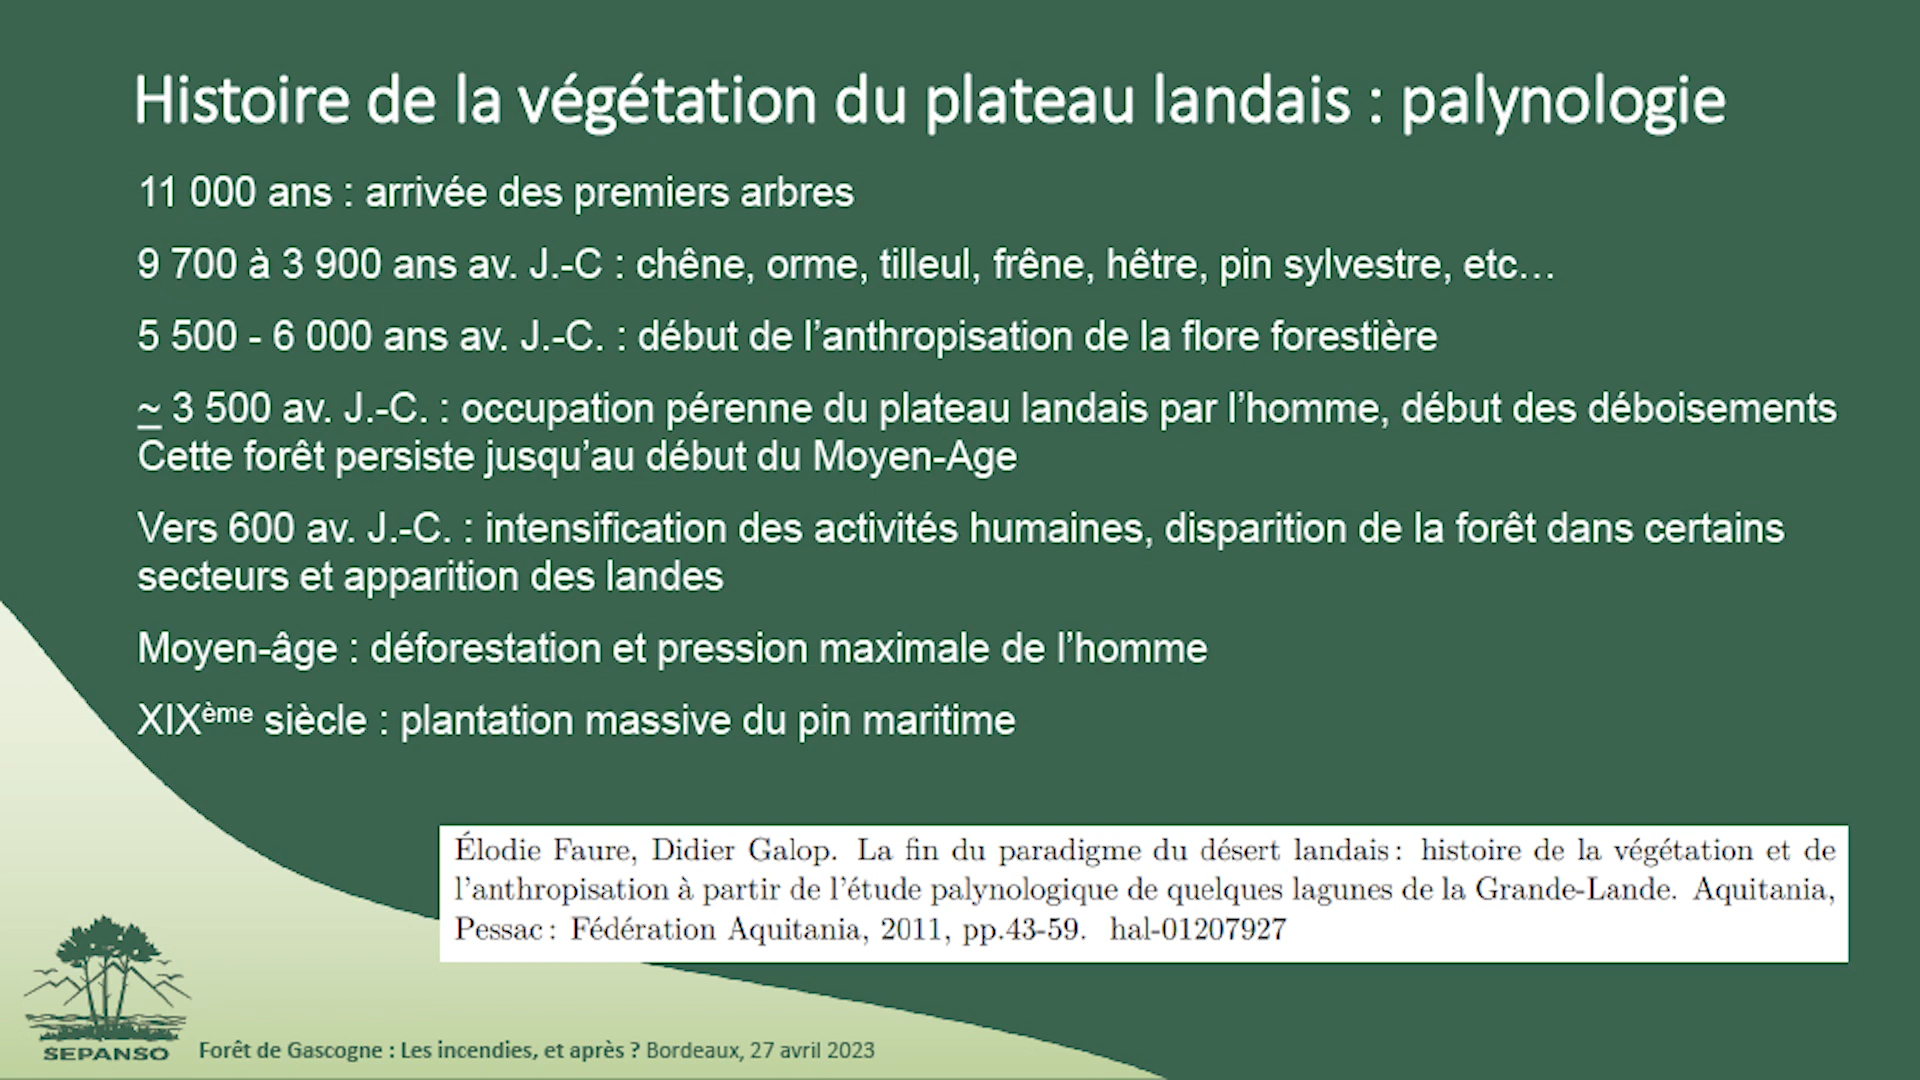 Histoire de la végétation du plateau landais : palynologie
11 000 ans : arrivée des premiers arbres
9 700 à 3 900 ans av. J.-C : chêne, orme, tilleul, frêne, hêtre, pin sylvestre, etc…
5 500 - 6 000 ans av. J.-C. : début de l’anthropisation de la flore forestière
≃ 3 500 av. J.-C. : occupation pérenne du plateau landais par l’homme, début des déboisements
Cette forêt persiste jusqu’au début du Moyen-Age
Vers 600 av. J.-C. : intensification des activités humaines, disparition de la forêt dans certains
secteurs et apparition des landes
Moyen-âge : déforestation et pression maximale de l’homme
XIXème siècle : plantation massive du pin maritime
Élodie Faure, Didier Galop. La fin du paradigme du désert landais : histoire de la végétation et de
l’anthropisation à partir de l’étude palynologique de quelques lagunes de la Grande-Lande. Aquitania,
Pessac : Fédération Aquitania, 2011, pp.43-59. hal-01207927
SEPANSO
Forêt de Gascogne : Les incendies, et après ? Bordeaux, 27 avril 2023